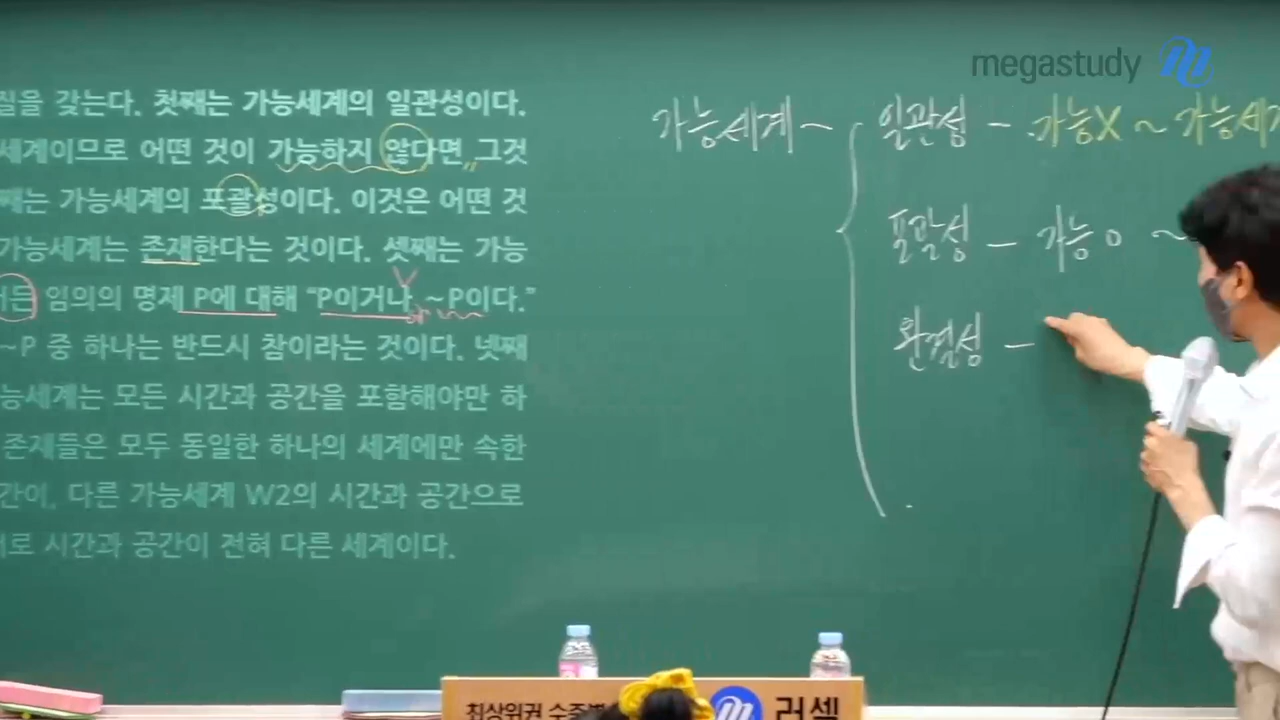 megastudy
질을 갖는다. 첫째는 가능세계의 일관성이다.
세계이므로 어떤 것이 가능하지 않다면 그것
째는 가능세계의 포괄성이다. 이것은 어떤 것
가능세계는 존재한다는 것이다. 셋째는 가능
임의의 명제 P에 대해 “P이거나 ~P이다.”
~P 중 하나는 반드시 참이라는 것이다. 넷째
능세계는 모든 시간과 공간을 포함해야만 하
존재들은 모두 동일한 하나의 세계에만 속한
간이, 다른 가능세계 W2의 시간과 공간으로
로 시간과 공간이 전혀 다른 세계이다.
가능세계 ~
일관성 - 가능X ~ 가능세계
포괄성 - 가능o ~
완결성 -
최상위권 러셀